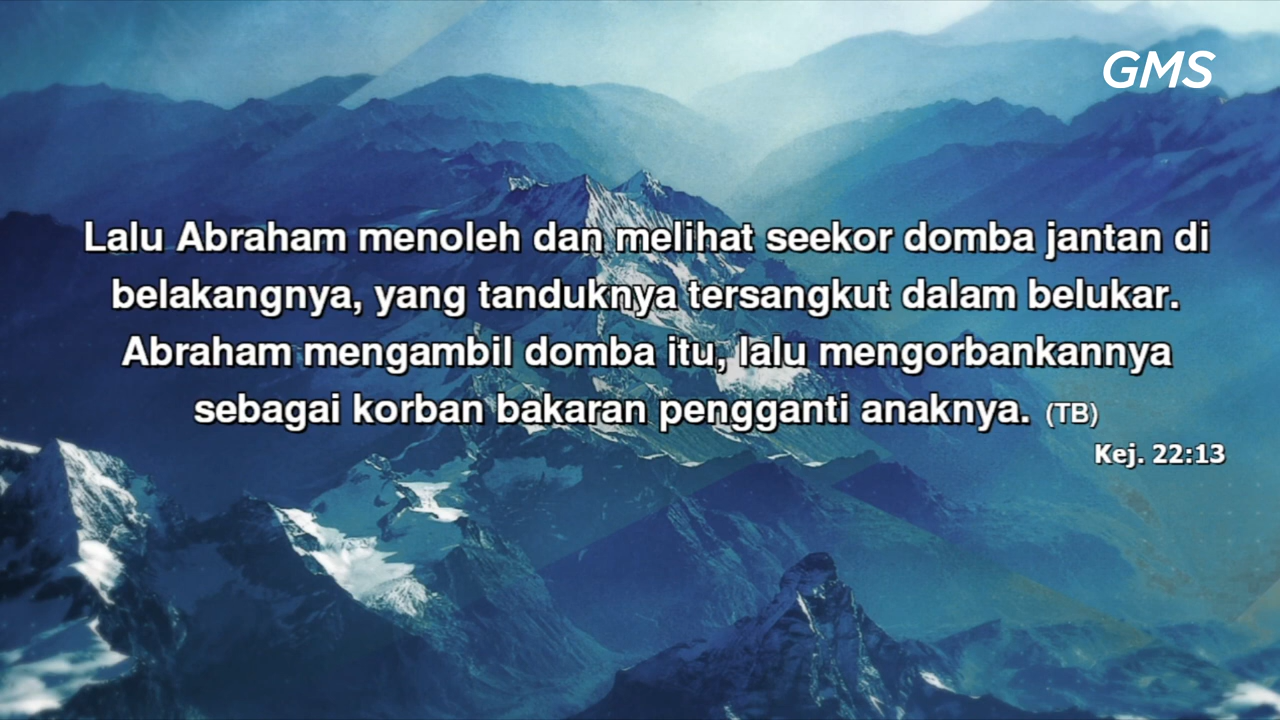 GMS
Lalu Abraham menoleh dan melihat seekor domba jantan di
belakangnya, yang tanduknya tersangkut dalam belukar.
Abraham mengambil domba itu, lalu mengorbankannya
sebagai korban bakaran pengganti anaknya. (TB)
Kej. 22:13